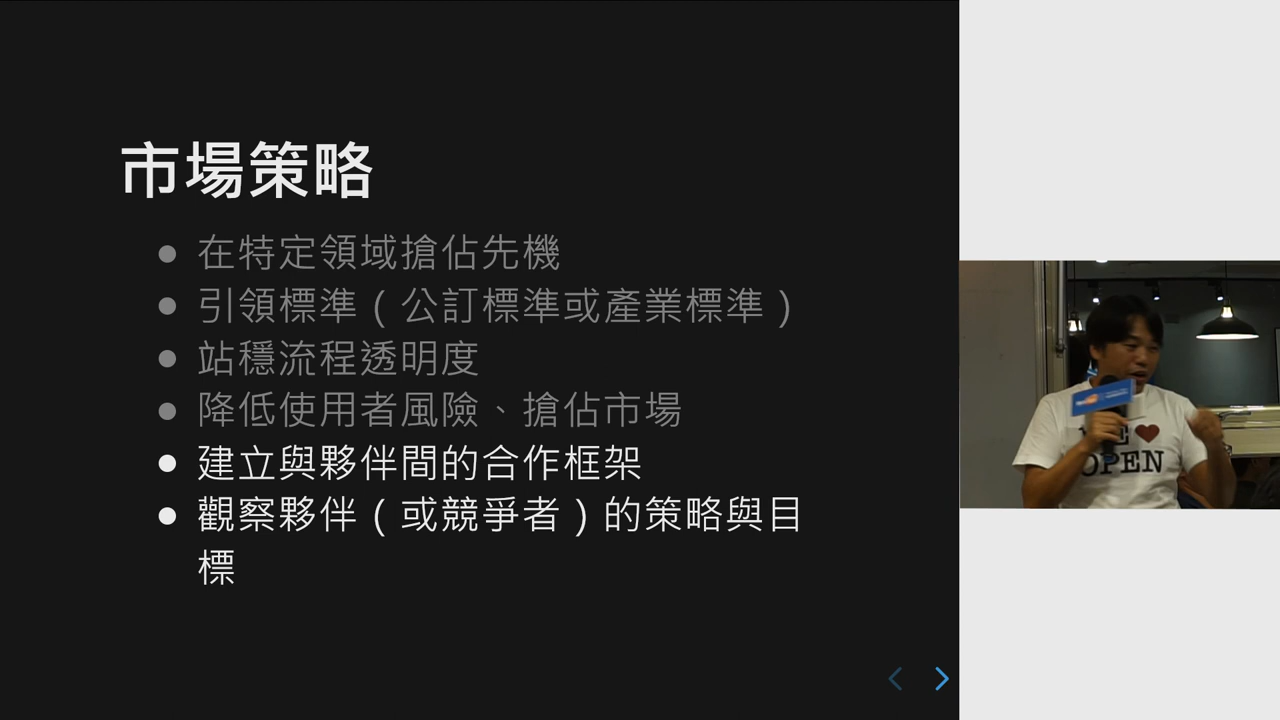 市場策略
● 在特定領域搶佔先機
● 引領標準（公訂標準或產業標準）
● 站穩流程透明度
● 降低使用者風險、搶佔市場
● 建立與夥伴間的合作框架
● 觀察夥伴（或競爭者）的策略與目
標
OPEN